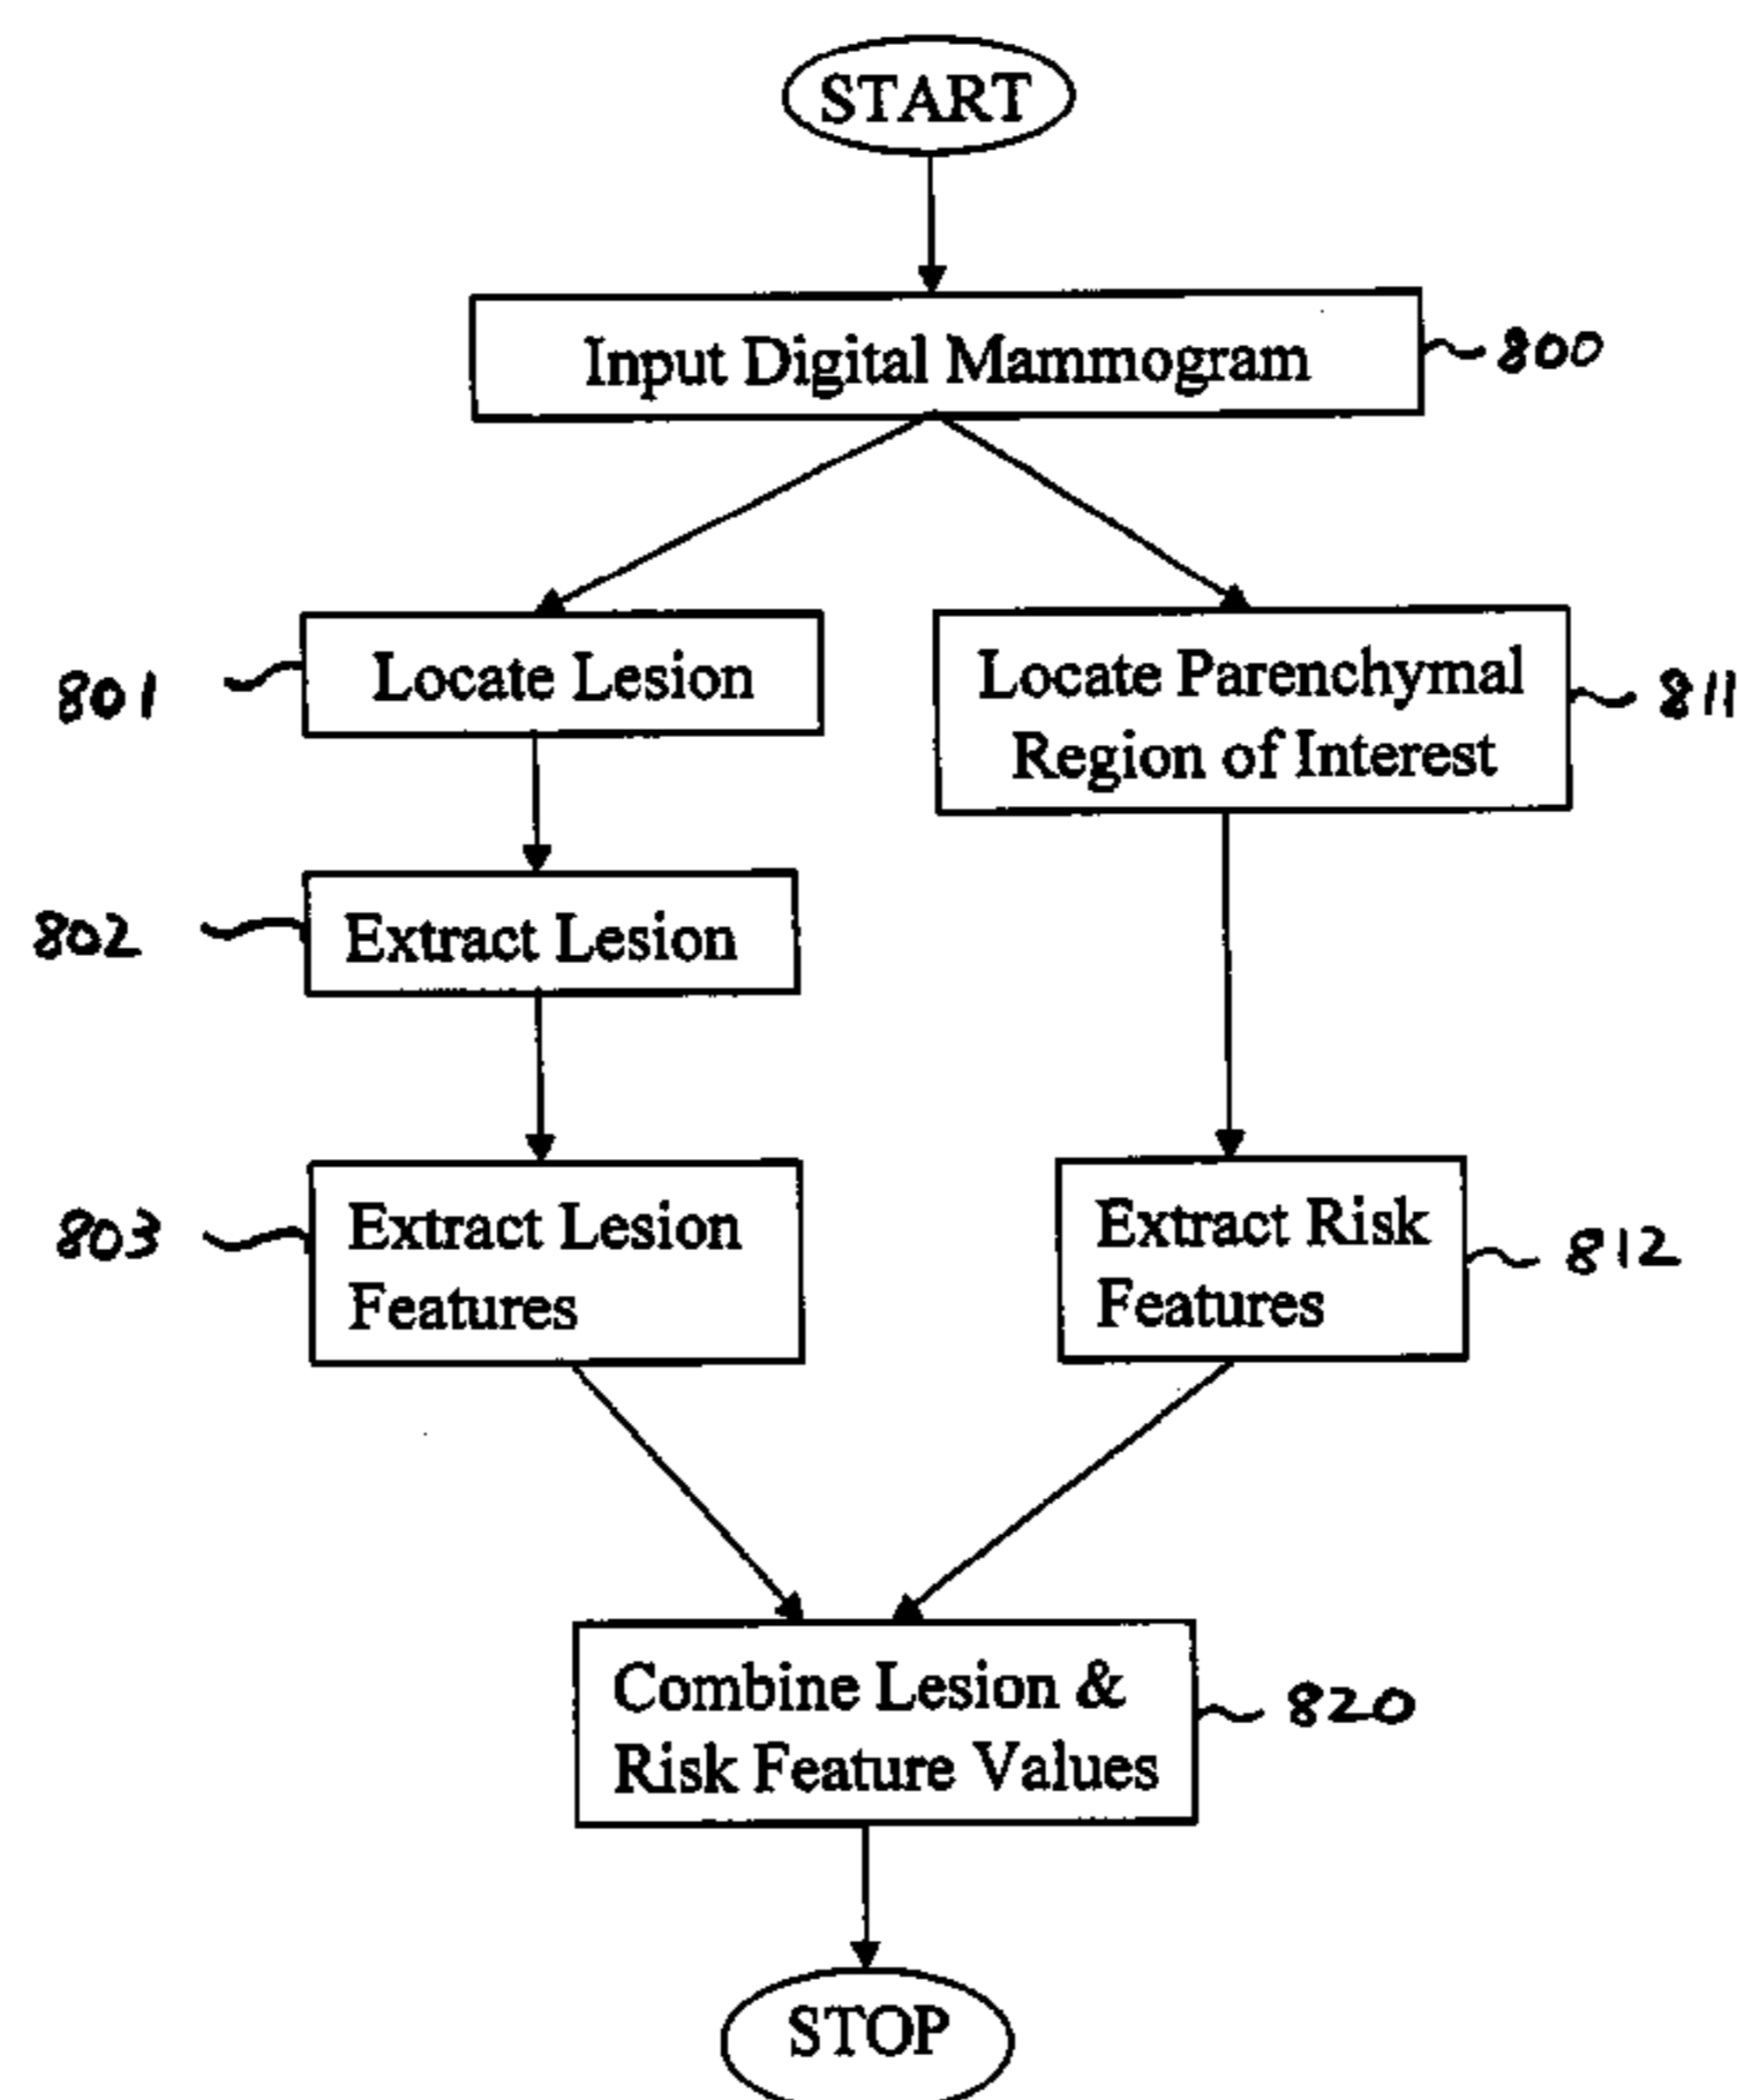 START
Input Digital Mammogram
800
801
Locate Lesion
Locate Parenchymal
Region of Interest
811
802
Extract Lesion
803
Extract Lesion
Features
Extract Risk
Features
812
Combine Lesion &
Risk Feature Values
820
STOP